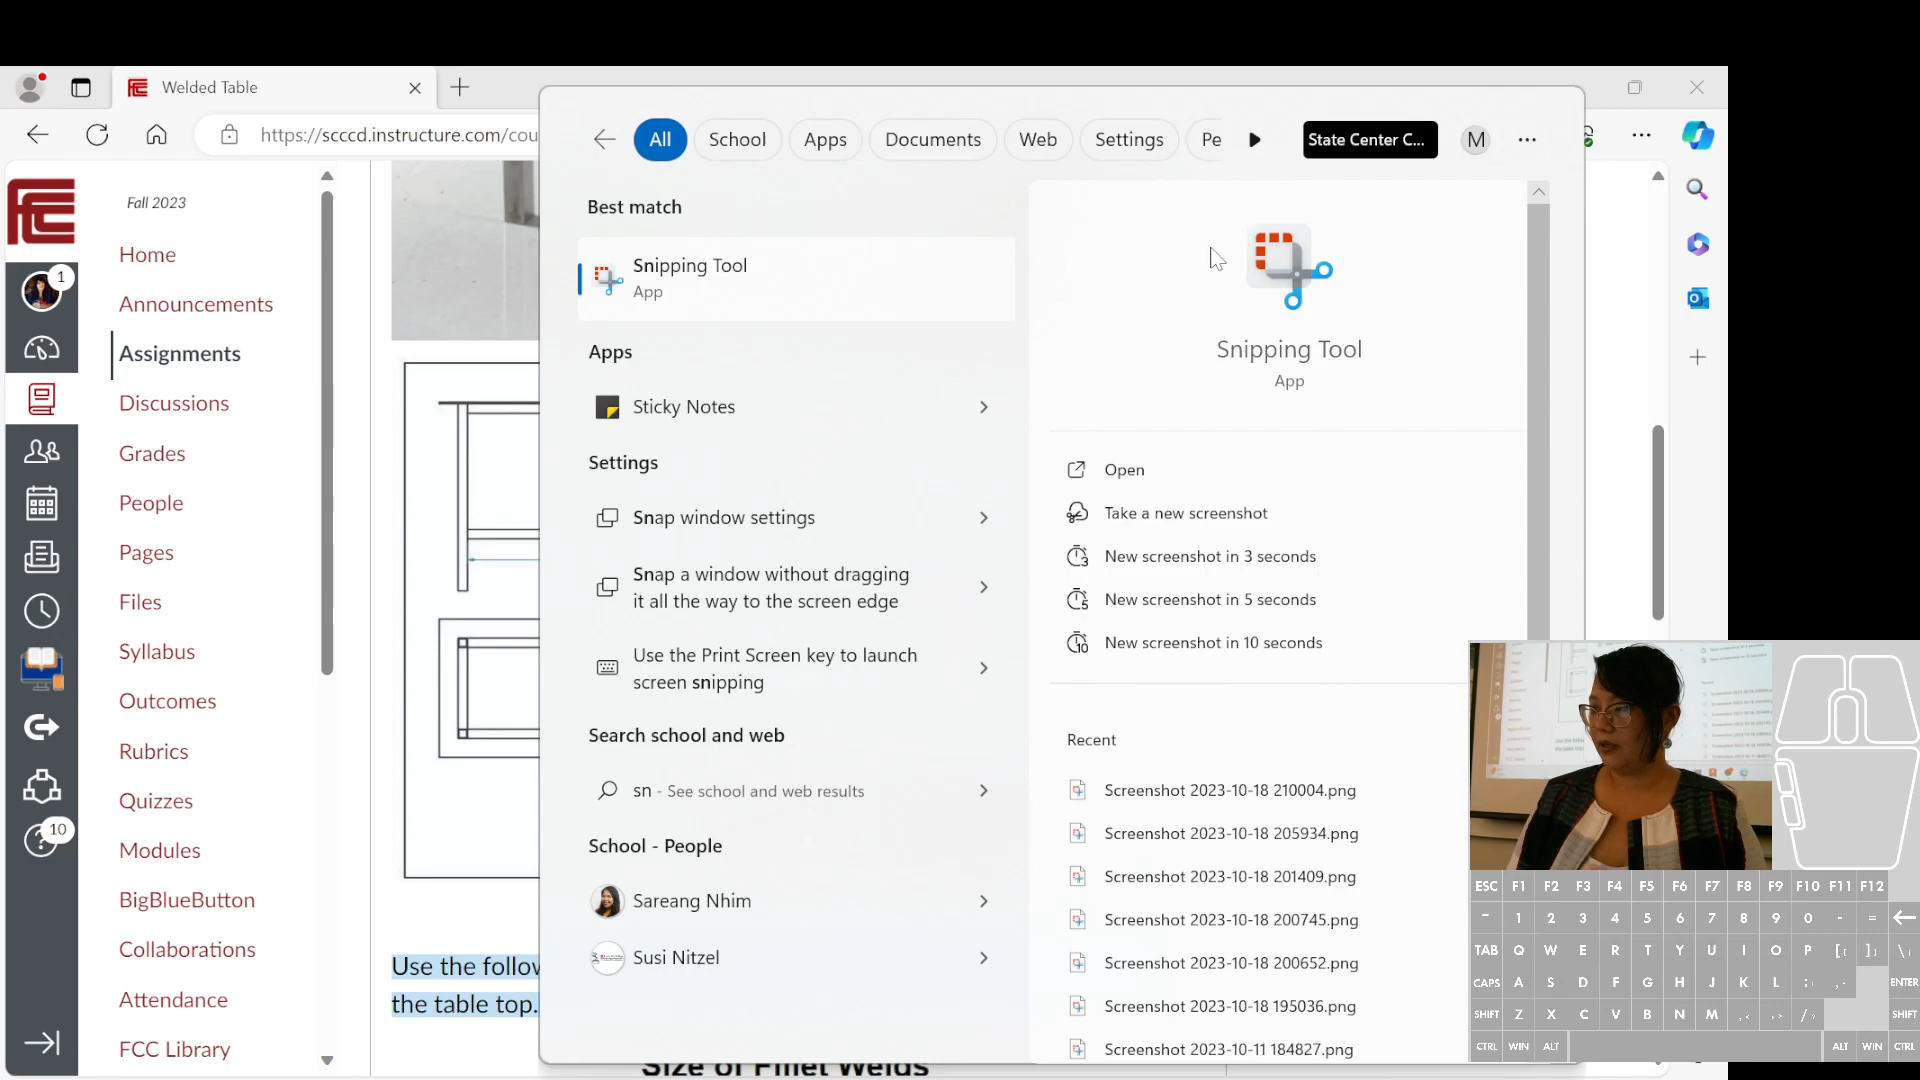 Welded Table
https://scccd.instructure.com/cou
Fall 2023
Home
Announcements
Assignments
Discussions
Grades
People
Pages
Files
Syllabus
Outcomes
Rubrics
Quizzes
Modules
BigBlueButton
Collaborations
Attendance
FCC Library
1
10
Use the follow
the table top.
Size of Fillet Welds
All
School
Apps
Documents
Web
Settings
Pe
State Center C...
M
Best match
Snipping Tool
App
Apps
Sticky Notes
Settings
Snap window settings
Snap a window without dragging
it all the way to the screen edge
Use the Print Screen key to launch
screen snipping
Search school and web
sn - See school and web results
School - People
Sareang Nhim
Susi Nitzel
Snipping Tool
App
Open
Take a new screenshot
New screenshot in 3 seconds
New screenshot in 5 seconds
New screenshot in 10 seconds
Recent
Screenshot 2023-10-18 210004.png
Screenshot 2023-10-18 205934.png
Screenshot 2023-10-18 201409.png
Screenshot 2023-10-18 200745.png
Screenshot 2023-10-18 200652.png
Screenshot 2023-10-18 195036.png
Screenshot 2023-10-11 184827.png
ESC F1 F2 F3 F4 F5 F6 F7 F8 F9 F10 F11 F12
~ 1 2 3 4 5 6 7 8 9 0 - =
TAB Q W E R T Y U I O P [{ ]} \|
CAPS A S D F G H J K L ENTER
SHIFT Z X C V B N M SHIFT
CTRL WIN ALT ALT WIN CTRL